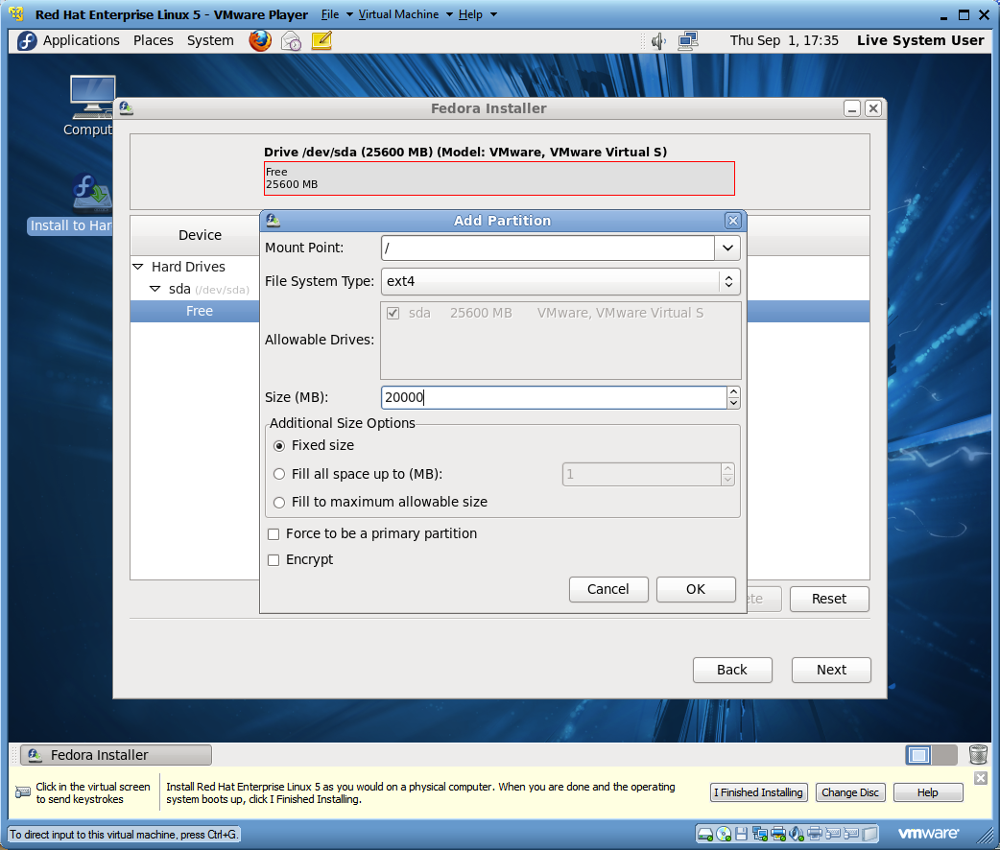 Red Hat Enterprise Linux 5 - VMware Player File Virtual Machine Help
Applications Places System Thu Sep 1, 17:35 Live System User
Comput
Install to Har
Fedora Installer
Drive /dev/sda (25600 MB) (Model: VMware, VMware Virtual S)
Free
25600 MB
Device
Hard Drives
sda (/dev/sda)
Free
Add Partition
Mount Point: /
File System Type: ext4
Allowable Drives: sda 25600 MB VMware, VMware Virtual S
Size (MB): 20000
Additional Size Options
Fixed size
Fill all space up to (MB): 1
Fill to maximum allowable size
Force to be a primary partition
Encrypt
Cancel OK
ete Reset
Back Next
Fedora Installer
Click in the virtual screen
to send keystrokes
Install Red Hat Enterprise Linux 5 as you would on a physical computer. When you are done and the operating
system boots up, click I Finished Installing.
I Finished Installing Change Disc Help
To direct input to this virtual machine, press Ctrl+G.
vmware